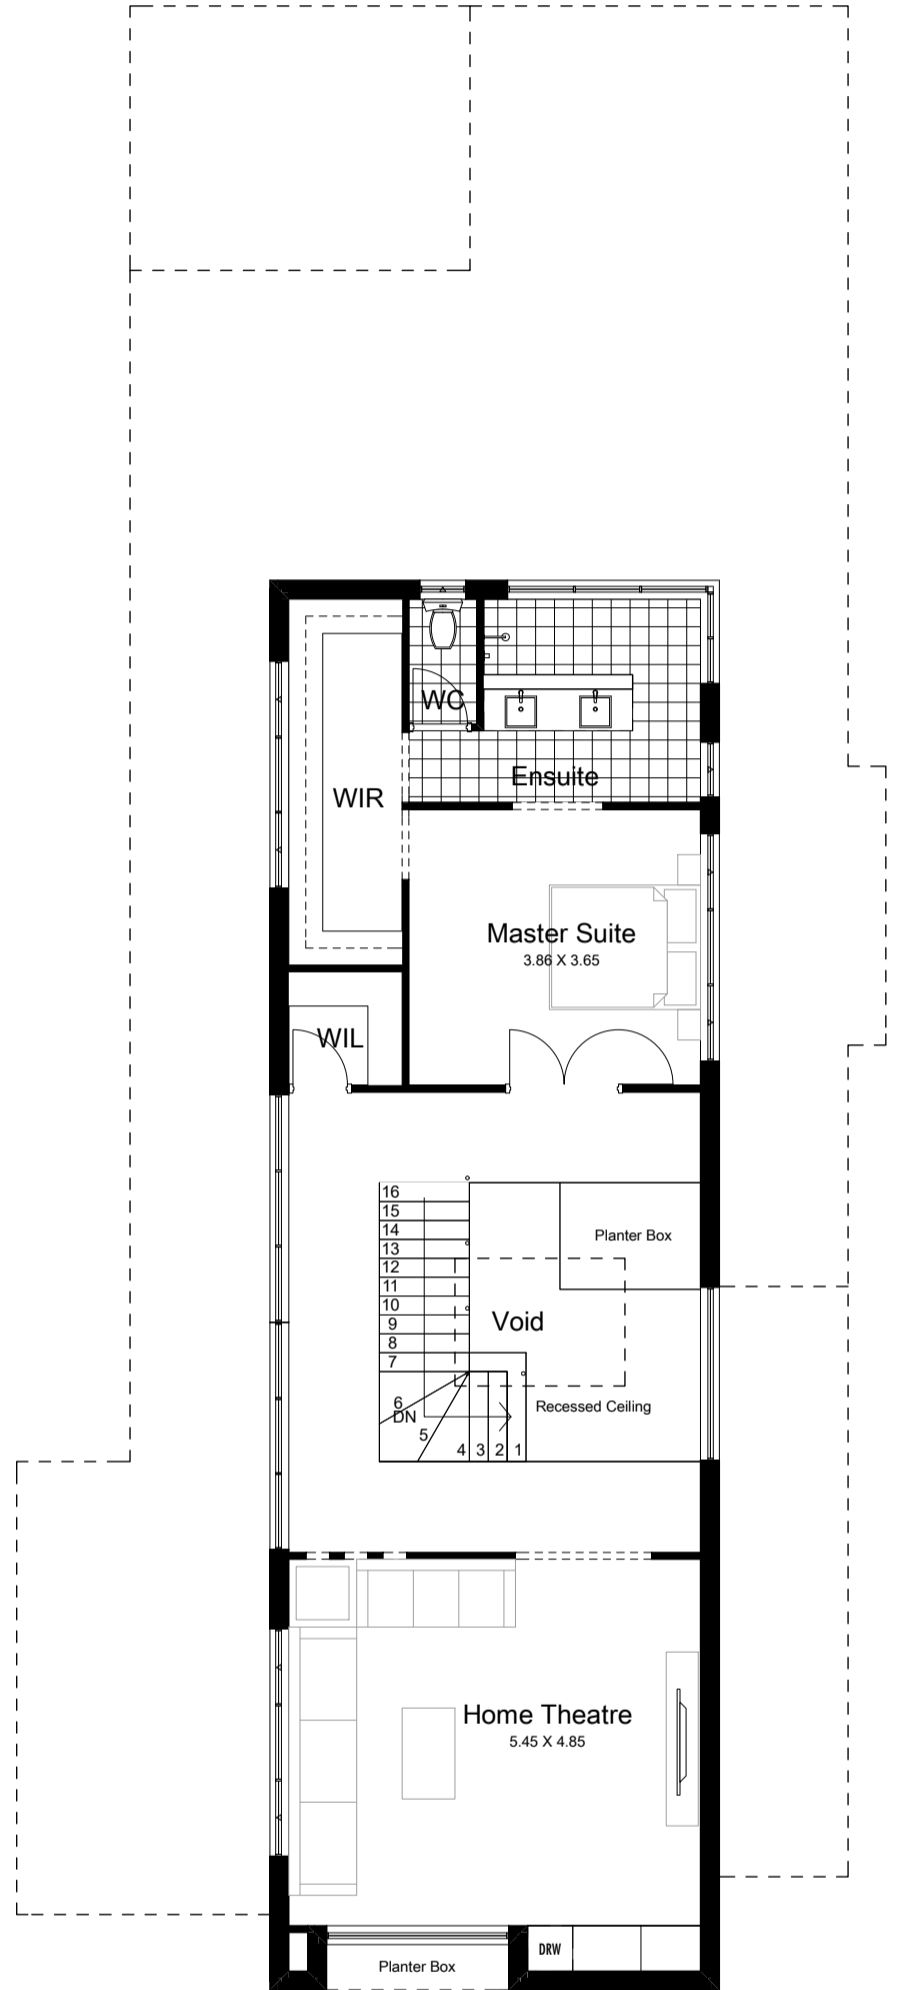 WC
Ensuite
WIR
Master Suite
3.86 X 3.65
WIL
16
15
14
13
12
11
10
9
8
7
6
DN
5
4 3 2 1
Planter Box
Void
Recessed Ceiling
Home Theatre
5.45 X 4.85
DRW
Planter Box